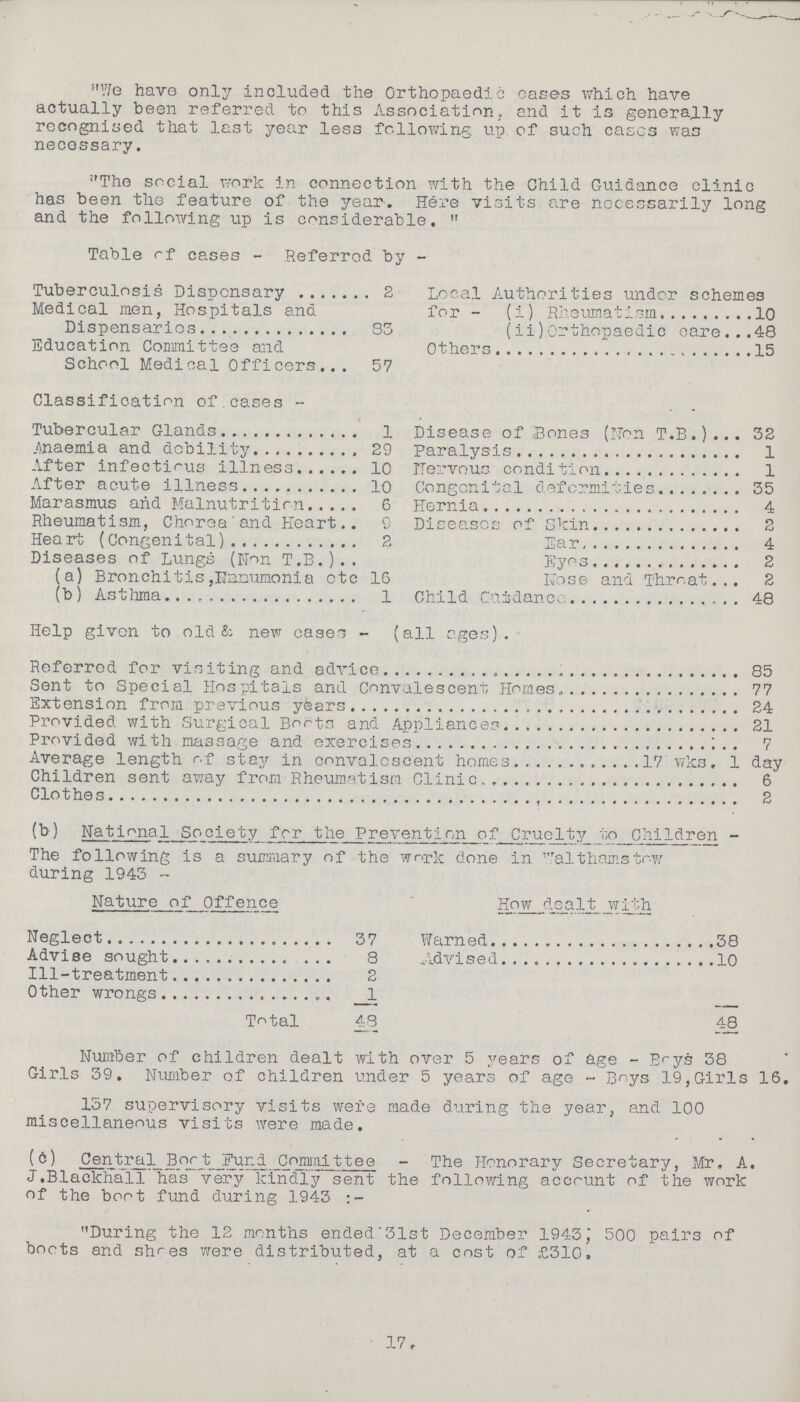 "We have only included the Orthopaedic cases which have
actually been referred to this Association, and it is generally
recognised that last year less following up of such cases was
necessary.
"The social work in connection with the Child Guidance clinic
has been the feature of the year. Here visits are necessarily long
and the following up is considerable. "
Table of cases - Referred by -
Tuberculosis Dispensary ....... 2
Medical men, Hospitals and
Dispensaries.............. 83
Education Committee and
School Medical Officers... 57
Local Authorities under schemes
for - (i) Rheumatism.........10
(ii)Orthopaedic care...48
Others.......................15
Classification of cases -
Tubercular Glands............. 1
Anaemia and debility.......... 29
After infectious illness...... 10
After acute illness........... 10
Marasmus and Malnutrition..... 6
Rheumatism, Chorea and Heart.. 9
Heart (Congenital)............ 2
Diseases of Lungs (Non T.B.)..
(a) Bronchitis,Pneumonia etc 16
(b) Asthma.................. 1
Disease of Bones (Non T.B.)... 32
Paralysis..................... 1
Nervous condition............. 1
Congenital deformities........ 35
Hernia........................ 4
Diseases of Skin.............. 2
Ear............... 4
Eyes.............. 2
Nose and Throat... 2
Child Guidance................ 48
Help given to old & new cases - (all ages).
Referred for visiting and advice.................................. 85
Sent to Special Hospitals and Convalescent Homes.................. 77
Extension from previous years..................................... 24
Provided with Surgical Boots and Appliances....................... 21
Provided with massage and exercises............................... 7
Average length of stay in convalescent homes............17 wks. 1 day
Children sent away from Rheumatism Clinic......................... 6
Clothes........................................................... 2
(b) National Society for the Prevention of Cruelty to Children -
The following is a summary of the work done in Walthamstow
during 1943 -
Nature of Offence
Neglect...................... 37
Advise sought................ 8
Ill-treatment................ 2
Other wrongs................. 1
Total 48
How dealt with
Warned......................38
Advised.....................10
48
Number of children dealt with over 5 years of age - Boys 38
Girls 39. Number of children under 5 years of age - Boys 19,Girls 16.
137 supervisory visits were made during the year, and 100
miscellaneous visits were made.
(c) Central Boot Fund Committee - The Honorary Secretary, Mr. A.
J.Blackhall has very kindly sent the following account of the work
of the boot fund during 1943 :-
"During the 12 months ended 31st December 1943, 500 pairs of
boots and shoes were distributed, at a cost of £310.
17.